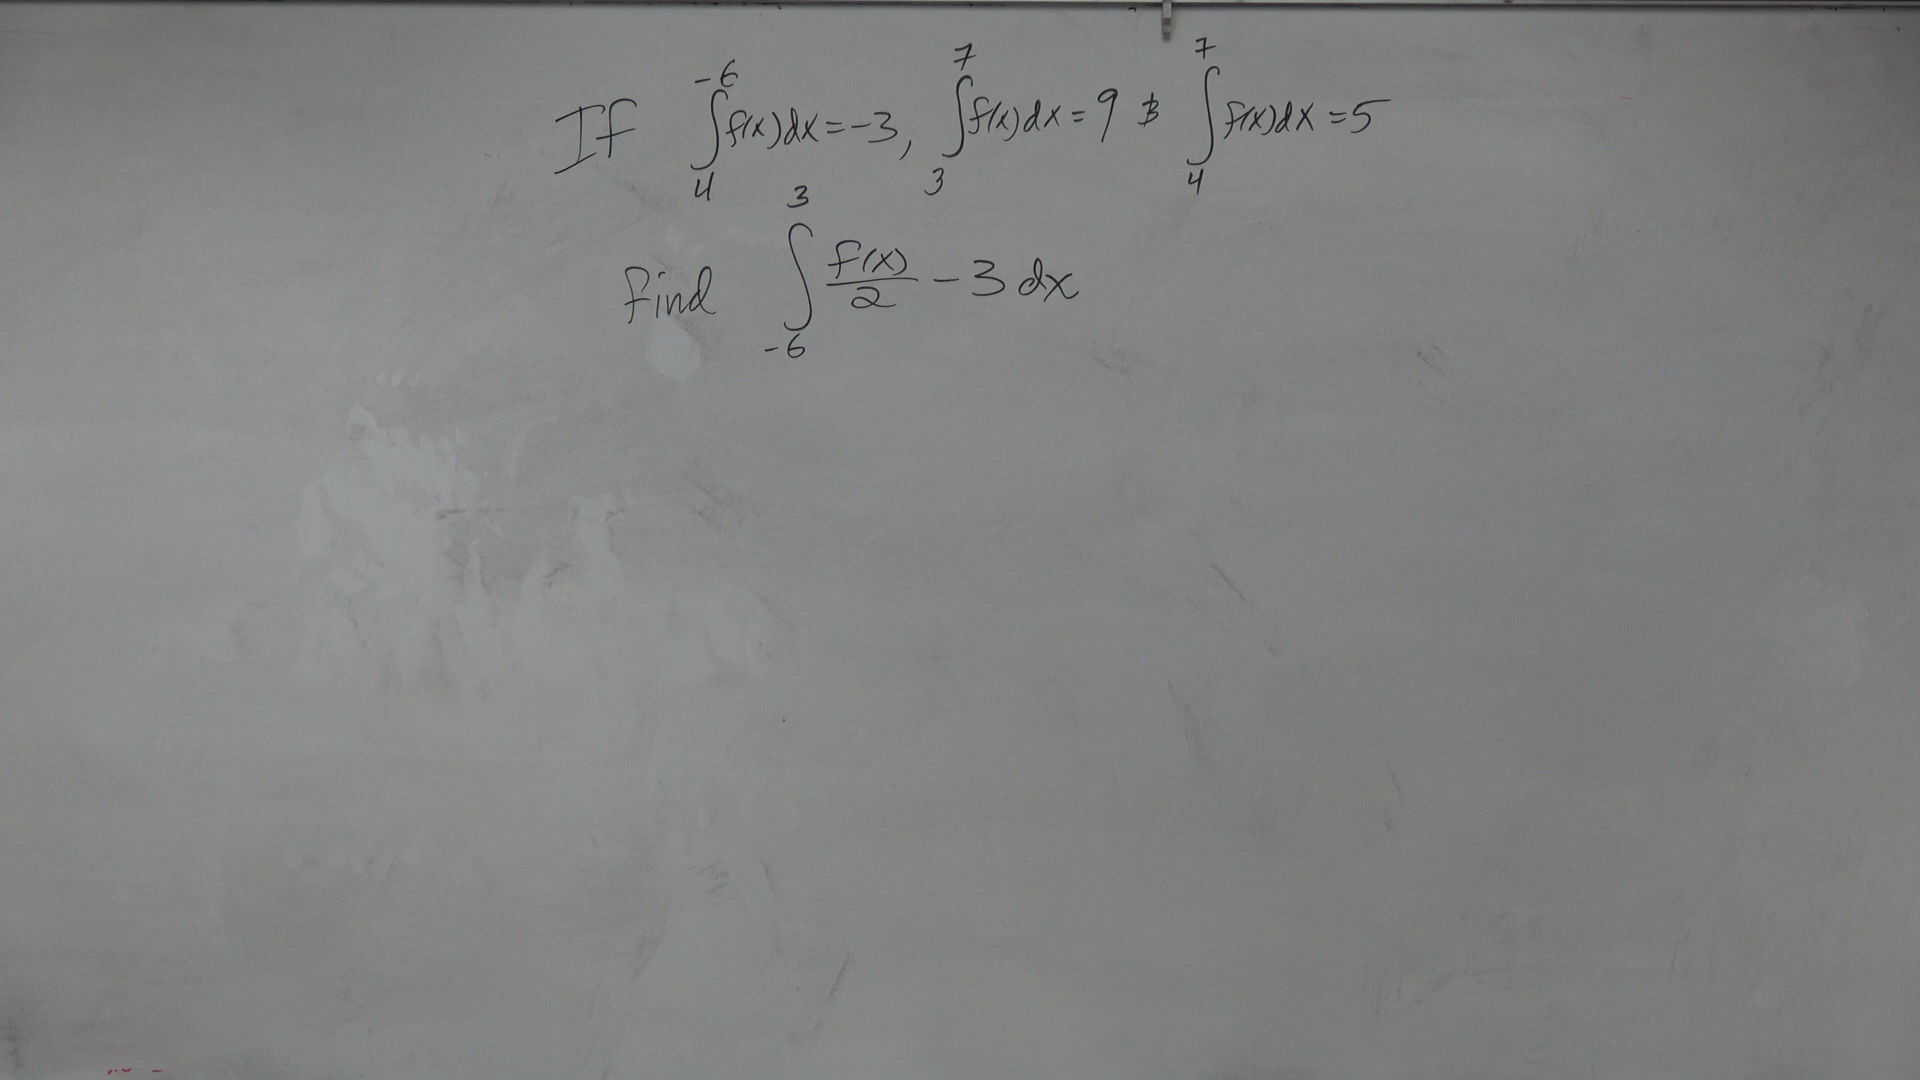 If ∫₄⁻⁶ f(x)dx = -3, ∫₃⁷ f(x)dx = 9 & ∫₄⁷ f(x)dx = 5
find ∫₋₆³ f(x)/2 - 3 dx